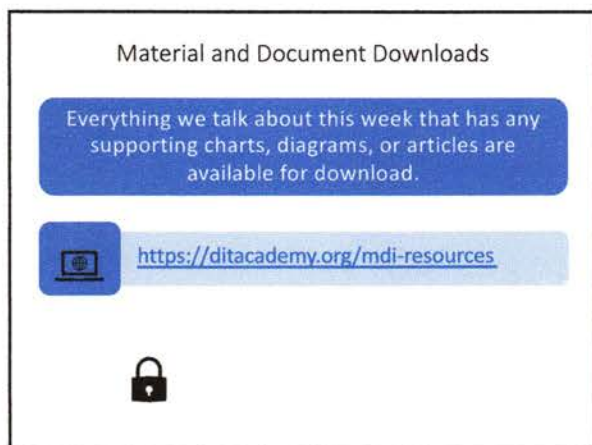 Material and Document Downloads
Everything we talk about this week that has any
supporting charts, diagrams, or articles are
available for download.
https://ditacademy.org/mdi-resources